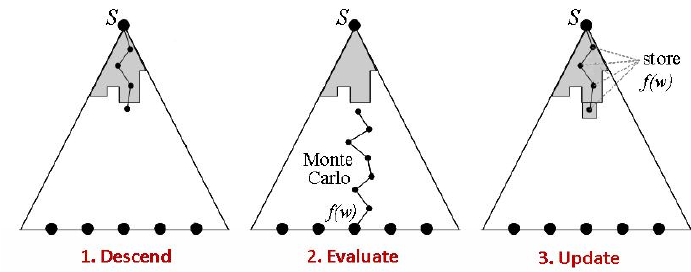 S
S
S
store
f(w)
Monte
Carlo
f(w)
1. Descend
2. Evaluate
3. Update